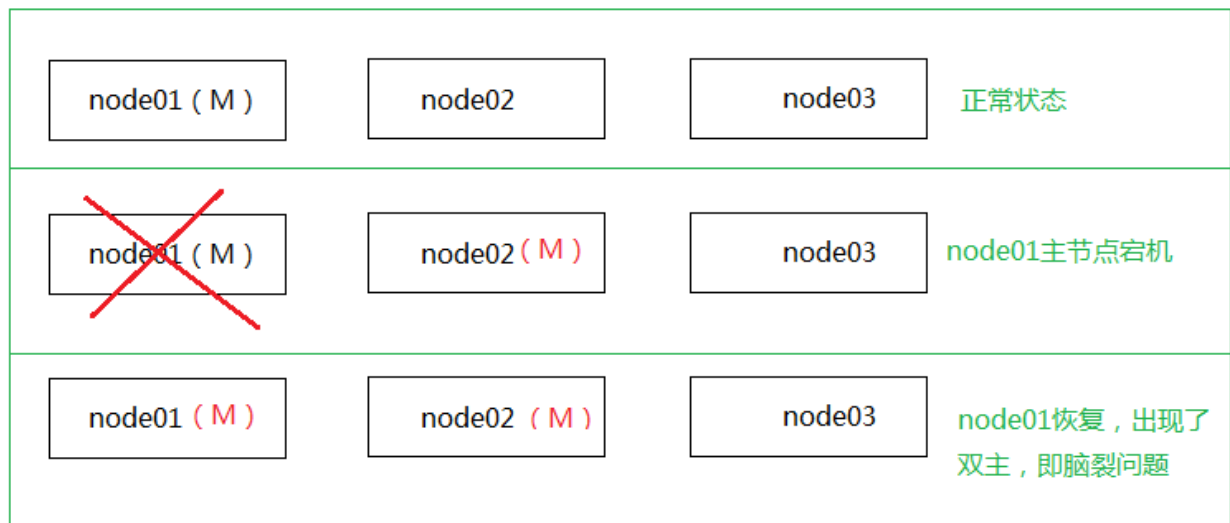 node01 ( M )
node02
node03
正常状态
node01 ( M )
node02 ( M )
node03
node01主节点宕机
node01 ( M )
node02 ( M )
node03
node01恢复，出现了
双主，即脑裂问题